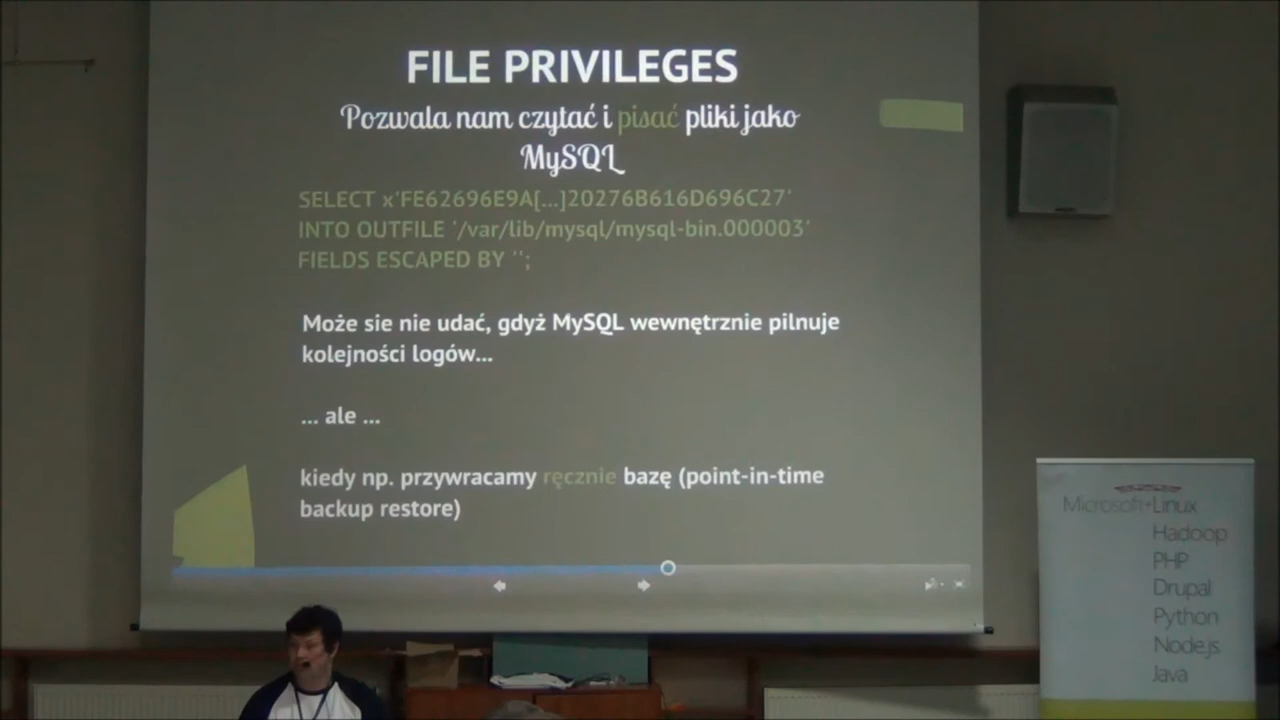 FILE PRIVILEGES
Pozwala nam czytać i pisać pliki jako
MySQL
SELECT x'FE62696E9A[...]20276B616D696C27'
INTO OUTFILE '/var/lib/mysql/mysql-bin.000003'
FIELDS ESCAPED BY '';
Może sie nie udać, gdyż MySQL wewnętrznie pilnuje
kolejności logów...
... ale ...
kiedy np. przywracamy ręcznie bazę (point-in-time
backup restore)
Microsoft+Linux
Hadoop
PHP
Drupal
Python
Node.js
Java